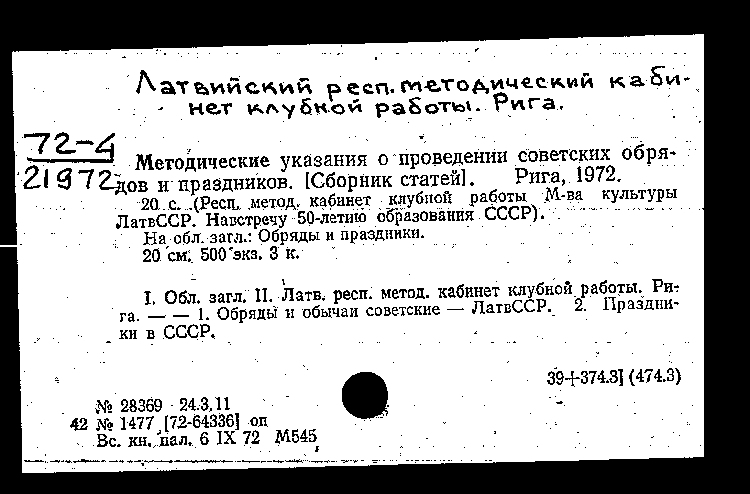 Латвийский респ. методический каби-
нет клубной работы. Рига.
72-4
21972
Методические указания о проведении советских обря-
дов и праздников. [Сборник статей]. Рига, 1972.
20 с. (Респ. метод. кабинет клубной работы М-ва культуры
ЛатвССР. Навстречу 50-летию образования СССР).
На обл. загл.: Обряды и праздники.
20 см. 500 экз. 3 к.
I. Обл. загл. II. Латв. респ. метод. кабинет клубной работы. Ри-
га. — — 1. Обряды и обычаи советские — ЛатвССР. 2. Праздни-
ки в СССР.
39+374.3] (474.3)
№ 28369 24.3.11
42 № 1477 [72-64336] оп
Вс. кн. пал. 6 IX 72 М545